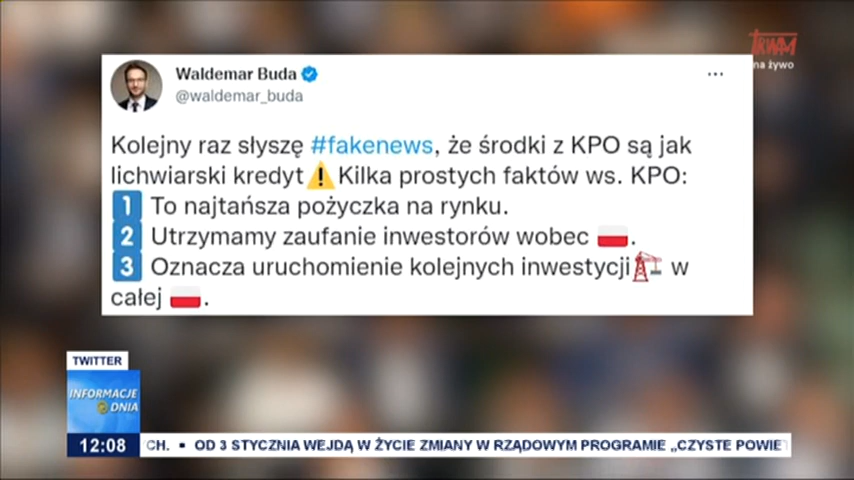 TRWAM
na żywo
Waldemar Buda
@waldemar_buda
Kolejny raz słyszę #fakenews, że środki z KPO są jak
lichwiarski kredyt⚠️Kilka prostych faktów ws. KPO:
1️⃣ To najtańsza pożyczka na rynku.
2️⃣ Utrzymamy zaufanie inwestorów wobec 🇵🇱.
3️⃣ Oznacza uruchomienie kolejnych inwestycji🏗️ w
całej 🇵🇱.
TWITTER
INFORMACJE
DNIA
12:08 CH. ▪ OD 3 STYCZNIA WEJDĄ W ŻYCIE ZMIANY W RZĄDOWYM PROGRAMIE „CZYSTE POWIE